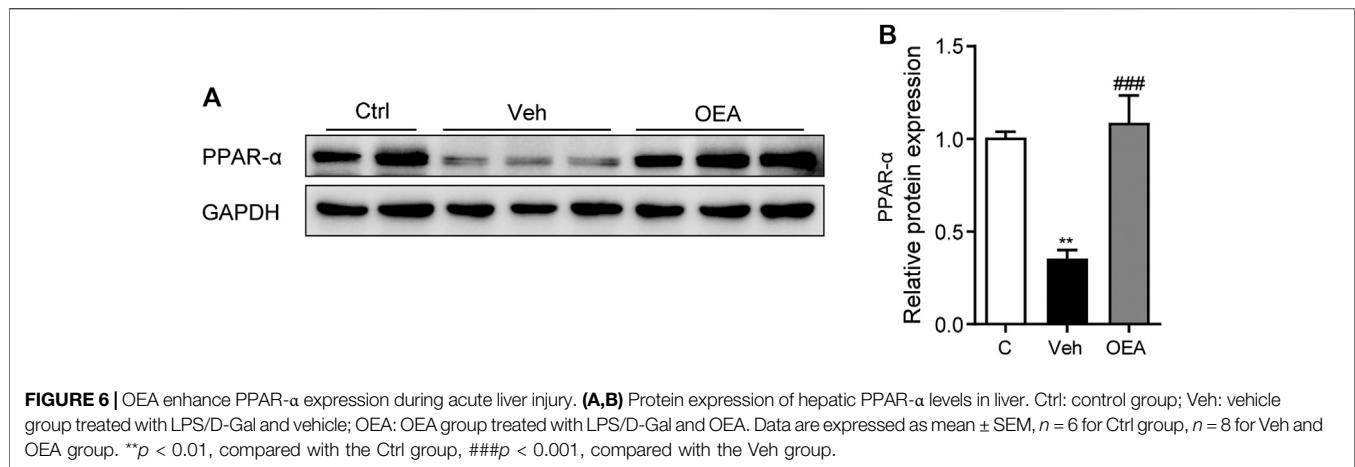 A
Ctrl Veh OEA
PPAR-α
GAPDH
B
PPAR-α
Relative protein expression
1.5
1.0
0.5
0.0
**
###
C Veh OEA
FIGURE 6 | OEA enhance PPAR-α expression during acute liver injury. (A,B) Protein expression of hepatic PPAR-α levels in liver. Ctrl: control group; Veh: vehicle
group treated with LPS/D-Gal and vehicle; OEA: OEA group treated with LPS/D-Gal and OEA. Data are expressed as mean ± SEM, n = 6 for Ctrl group, n = 8 for Veh and
OEA group. **p < 0.01, compared with the Ctrl group, ###p < 0.001, compared with the Veh group.